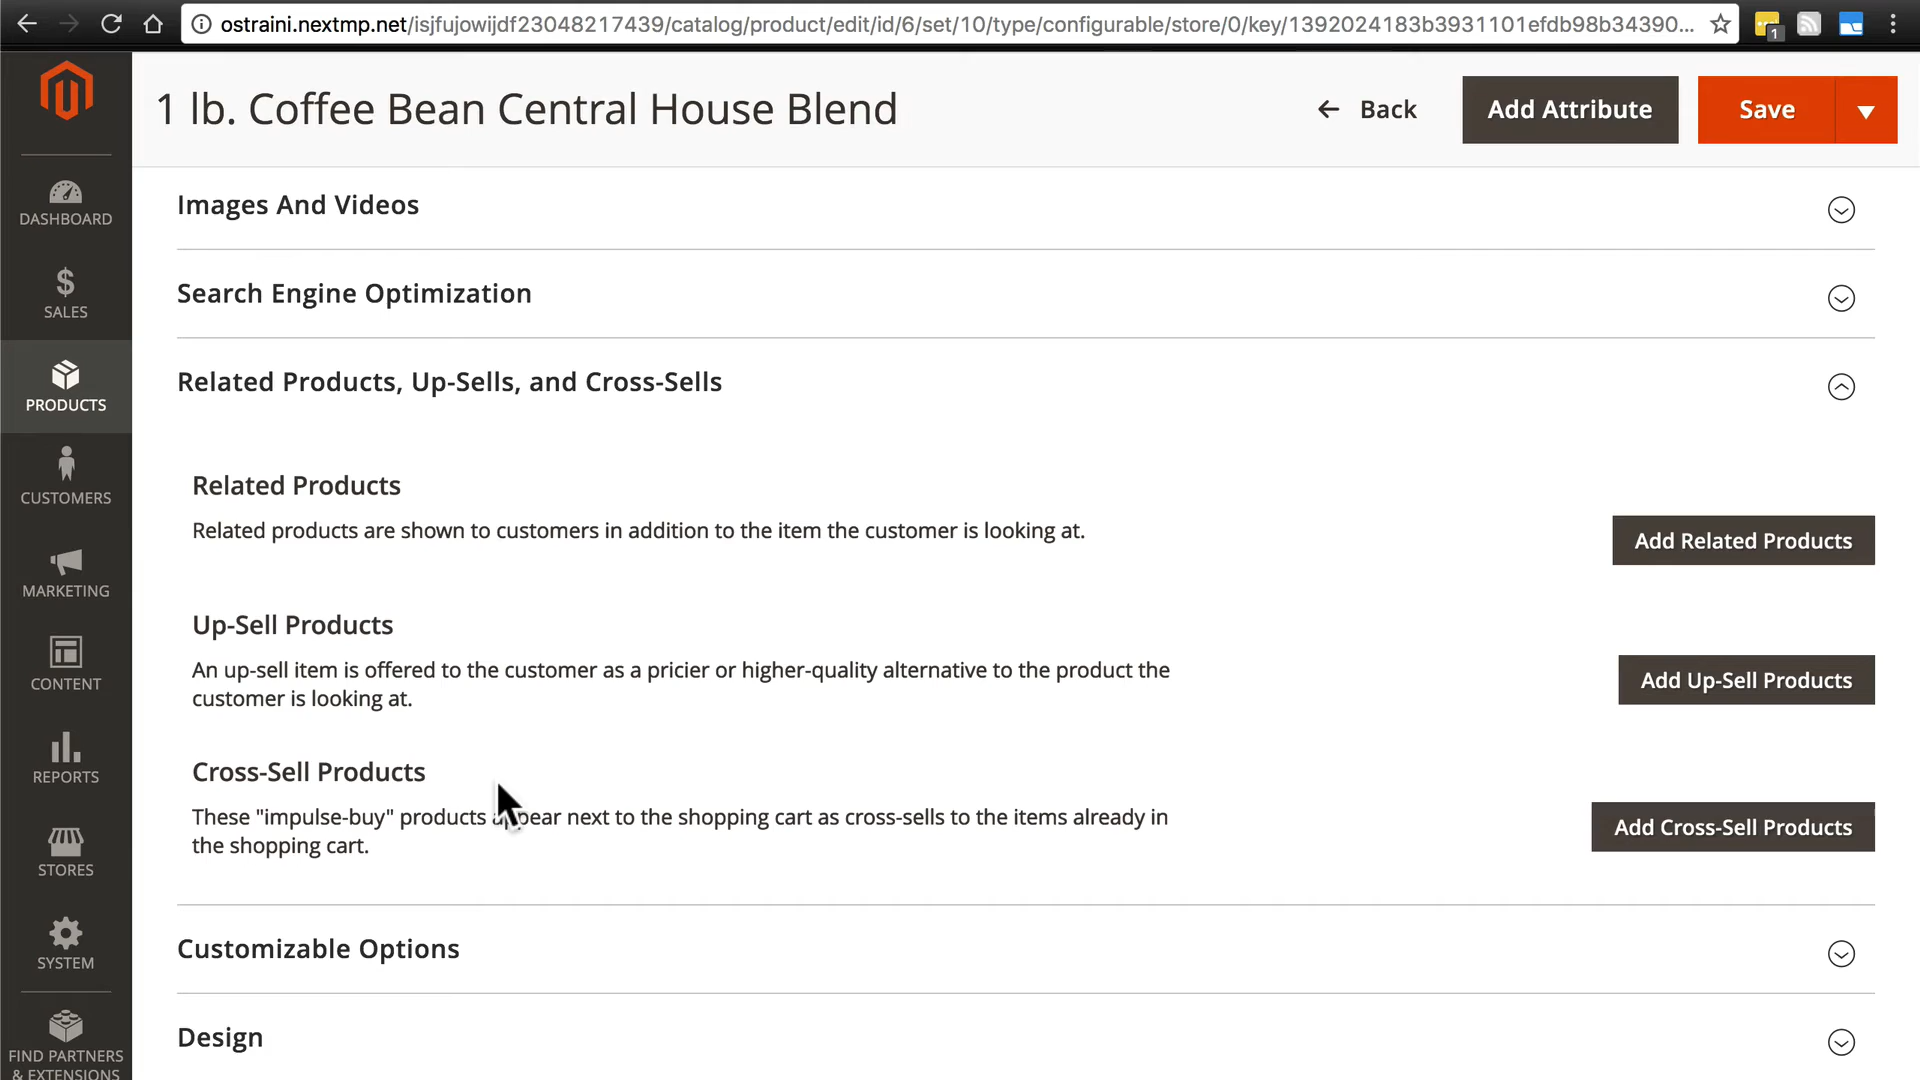 ostraini.nextmp.net/isjfujowijdf23048217439/catalog/product/edit/id/6/set/10/type/configurable/store/0/key/1392024183b3931101efdb98b34390...
1
1 lb. Coffee Bean Central House Blend
Back
Add Attribute
Save
DASHBOARD
SALES
PRODUCTS
CUSTOMERS
MARKETING
CONTENT
REPORTS
STORES
SYSTEM
FIND PARTNERS
& EXTENSIONS
Images And Videos
Search Engine Optimization
Related Products, Up-Sells, and Cross-Sells
Related Products
Related products are shown to customers in addition to the item the customer is looking at.
Add Related Products
Up-Sell Products
An up-sell item is offered to the customer as a pricier or higher-quality alternative to the product the
customer is looking at.
Add Up-Sell Products
Cross-Sell Products
These "impulse-buy" products appear next to the shopping cart as cross-sells to the items already in
the shopping cart.
Add Cross-Sell Products
Customizable Options
Design